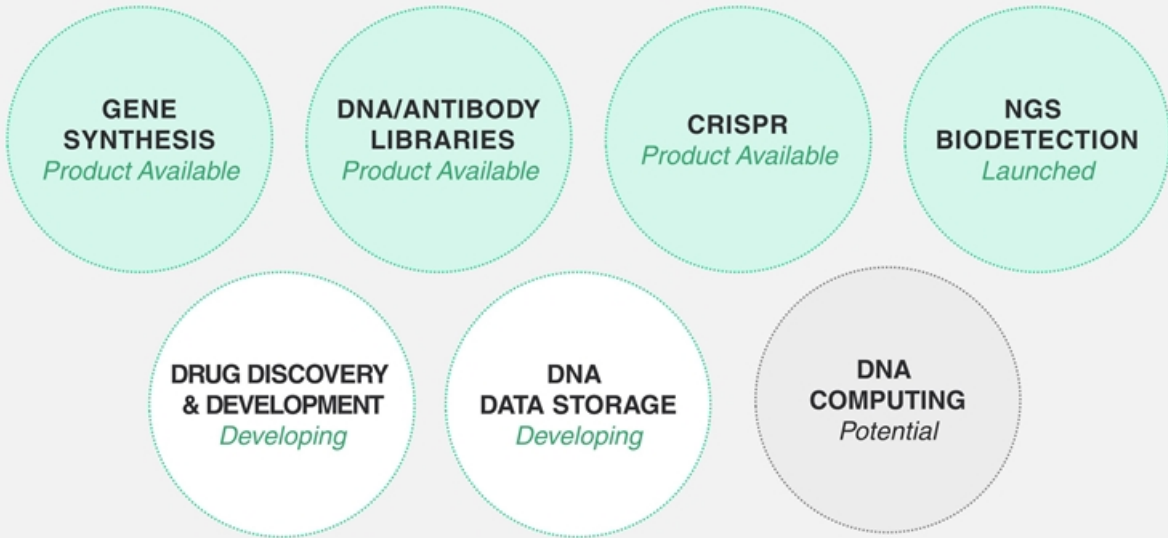 GENE
SYNTHESIS
Product Available
DNA/ANTIBODY
LIBRARIES
Product Available
CRISPR
Product Available
NGS
BIODETECTION
Launched
DRUG DISCOVERY
& DEVELOPMENT
Developing
DNA
DATA STORAGE
Developing
DNA
COMPUTING
Potential